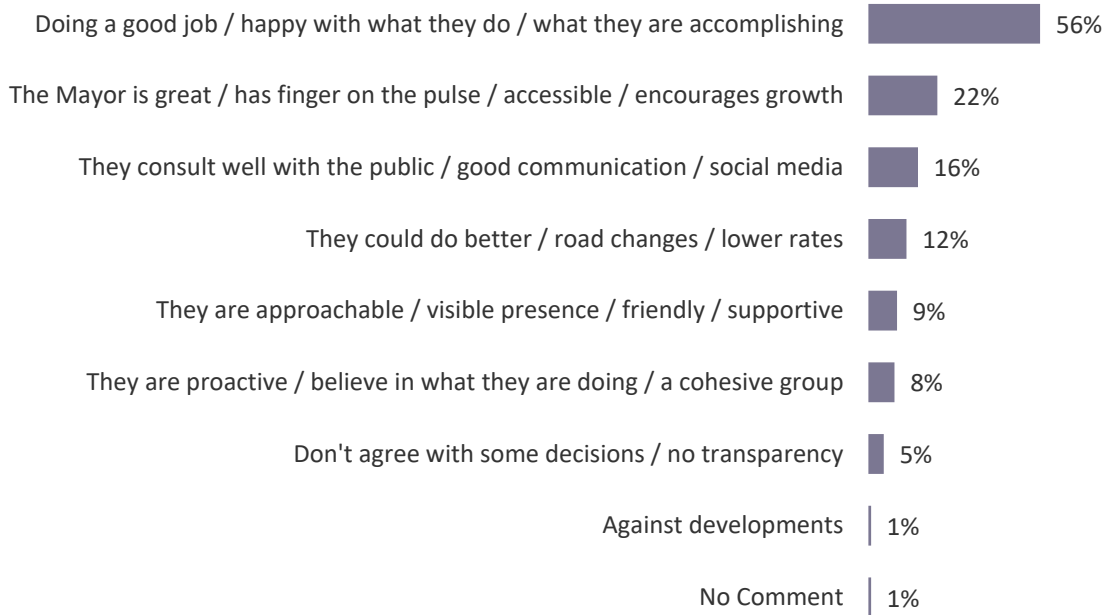 Doing a good job / happy with what they do / what they are accomplishing 56%
The Mayor is great / has finger on the pulse / accessible / encourages growth 22%
They consult well with the public / good communication / social media 16%
They could do better / road changes / lower rates 12%
They are approachable / visible presence / friendly / supportive 9%
They are proactive / believe in what they are doing / a cohesive group 8%
Don't agree with some decisions / no transparency 5%
Against developments 1%
No Comment 1%